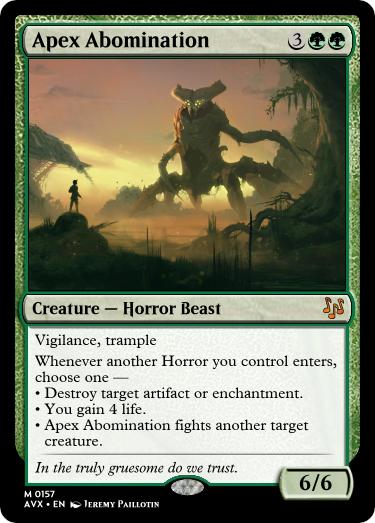 Apex Abomination 3
Creature — Horror Beast
Vigilance, trample
Whenever another Horror you control enters,
choose one —
• Destroy target artifact or enchantment.
• You gain 4 life.
• Apex Abomination fights another target
creature.
In the truly gruesome do we trust.
6/6
M 0157
AVX • EN JEREMY PAILLOTIN